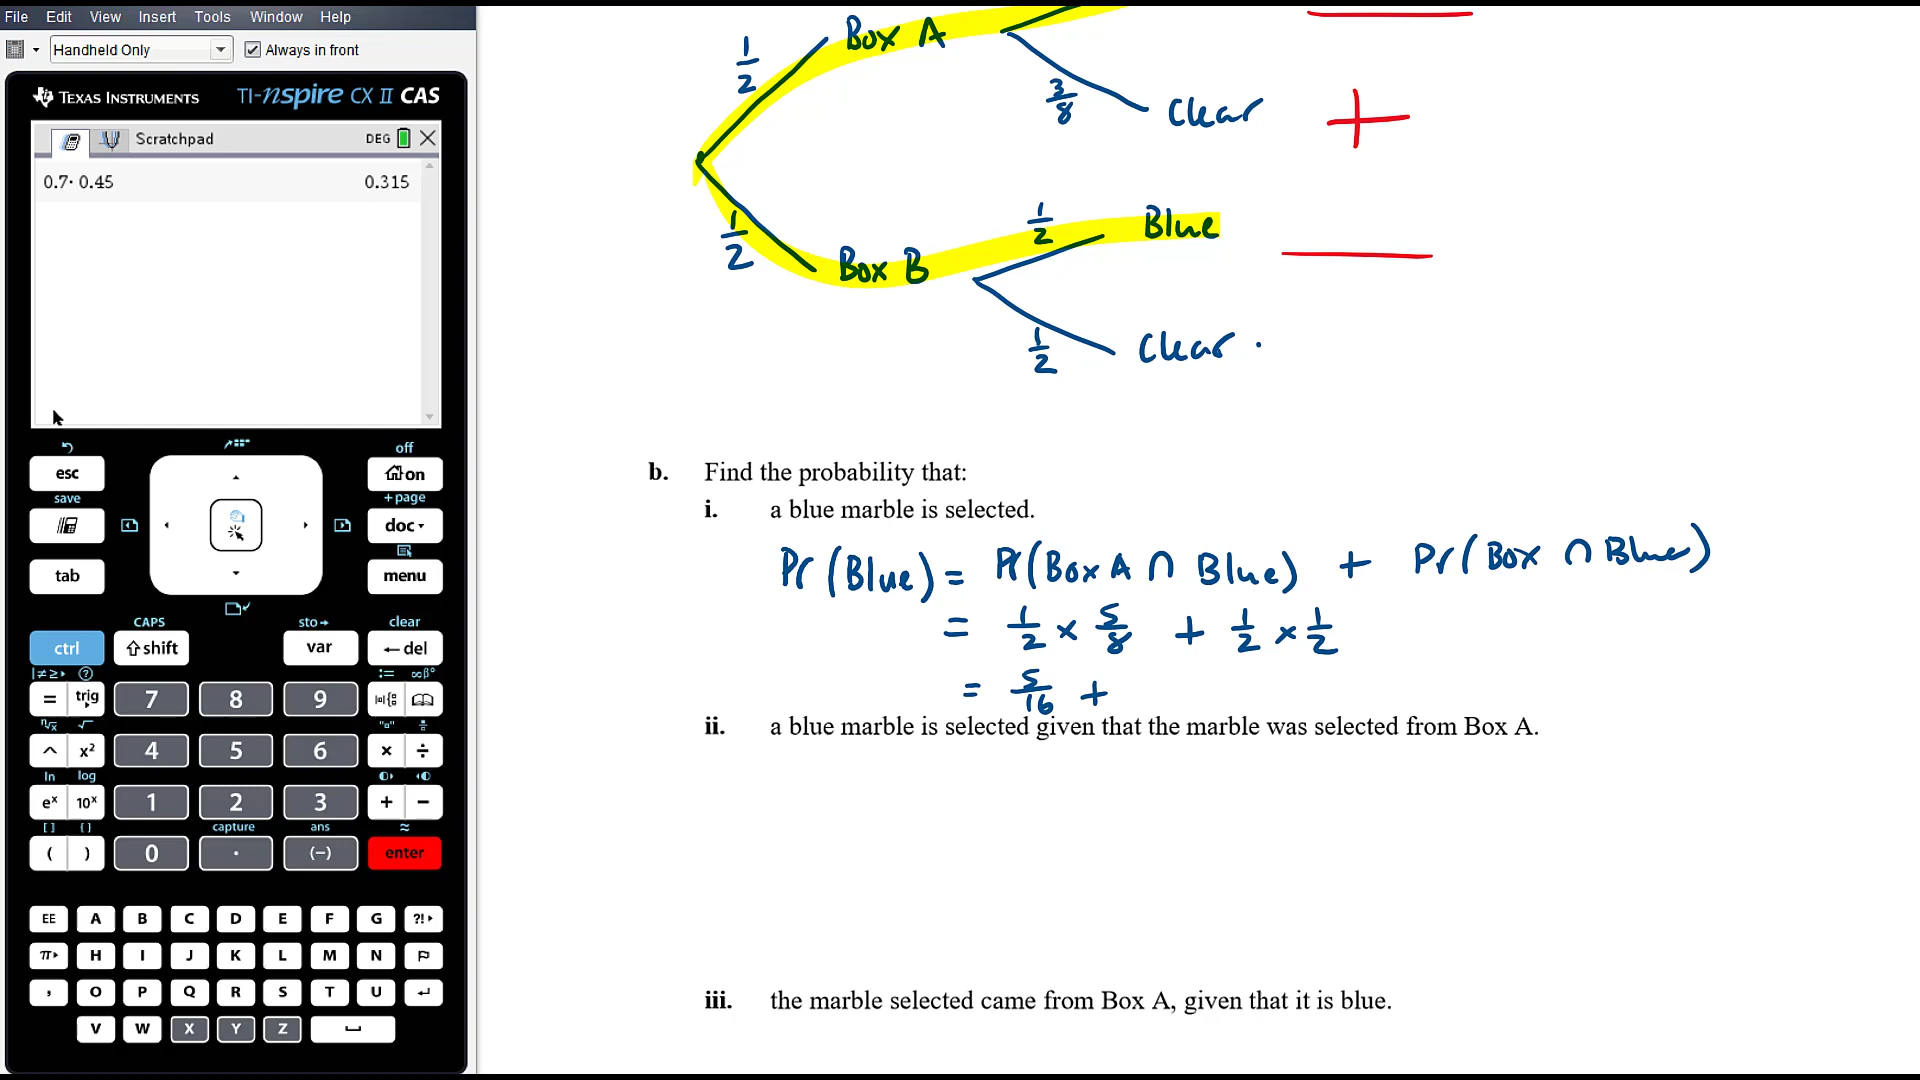 File Edit View Insert Tools Window Help
Handheld Only Always in front
TEXAS INSTRUMENTS TI-nspire CX II CAS
Scratchpad DEG
0.7· 0.45 0.315
esc off on
save +page doc
tab menu
CAPS sto→ clear
ctrl shift var ←del
= trig 7 8 9
^ x² 4 5 6 × ÷
ln log
eˣ 10ˣ 1 2 3 + −
[] {} capture ans ≈
( ) 0 . (−) enter
EE A B C D E F G ?!
π H I J K L M N
, O P Q R S T U
V W X Y Z
1/2 Box A
3/8 Clear +
1/2 Box B 1/2 Blue
1/2 Clear .
b. Find the probability that:
i. a blue marble is selected.
Pr(Blue) = Pr(Box A ∩ Blue) + Pr(Box ∩ Blue)
= 1/2 × 5/8 + 1/2 × 1/2
= 5/16 +
ii. a blue marble is selected given that the marble was selected from Box A.
iii. the marble selected came from Box A, given that it is blue.